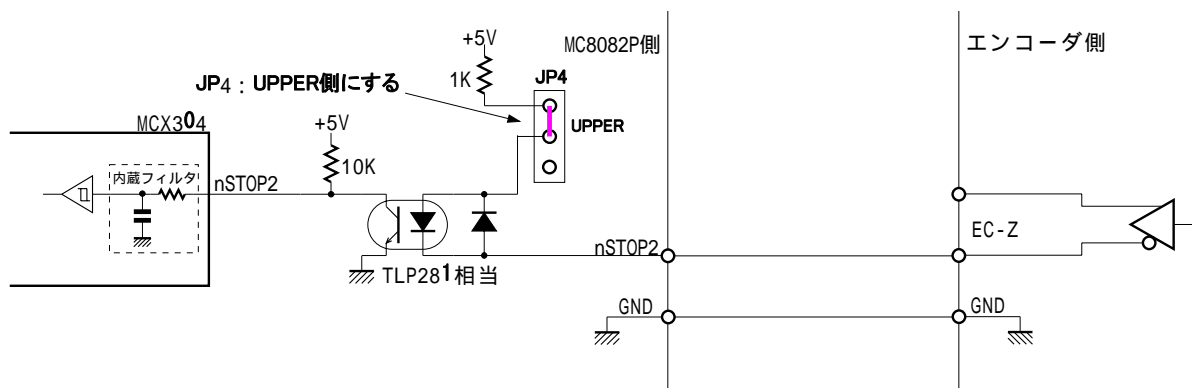 +5V
1K
MC8082P側
エンコーダ側
JP4
JP4：UPPER側にする
UPPER
MCX304
+5V
10K
内蔵フィルタ
nSTOP2
EC-Z
nSTOP2
TLP281相当
GND
GND